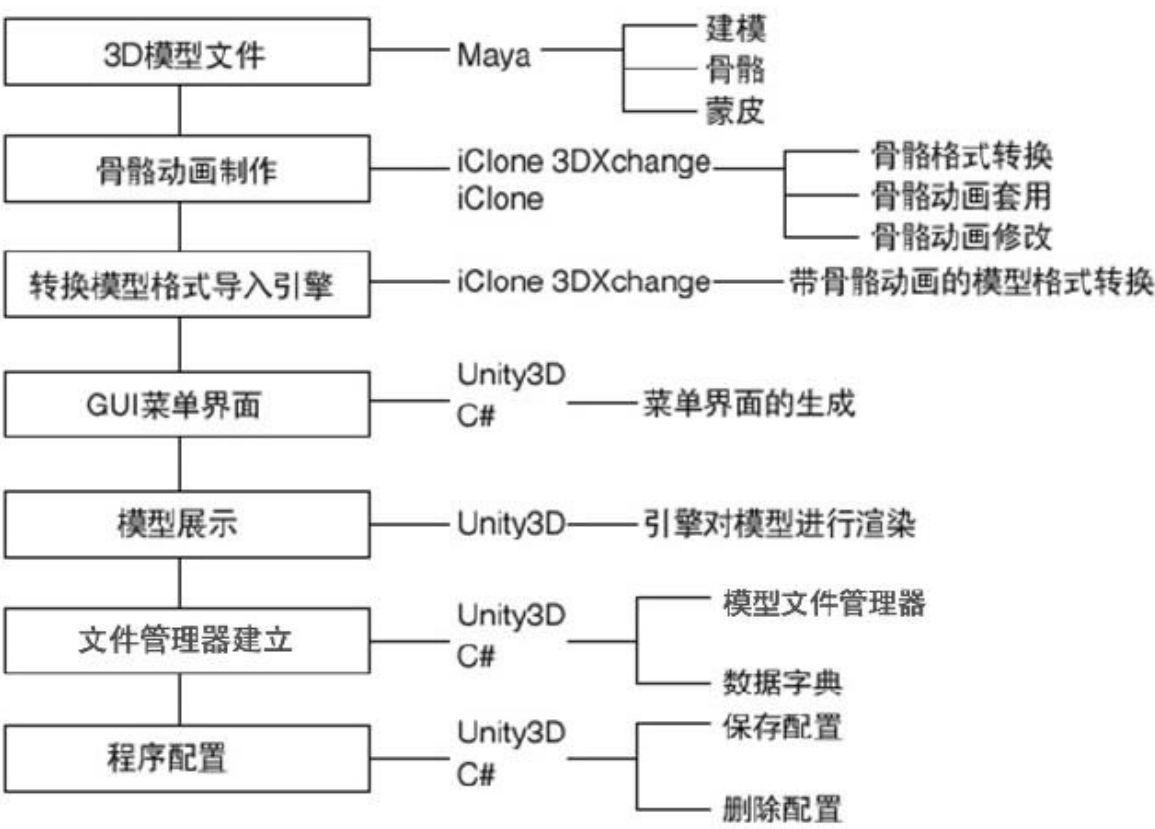 3D模型文件
Maya
建模
骨骼
蒙皮
骨骼动画制作
iClone 3DXchange
iClone
骨骼格式转换
骨骼动画套用
骨骼动画修改
转换模型格式导入引擎
iClone 3DXchange
带骨骼动画的模型格式转换
GUI菜单界面
Unity3D
C#
菜单界面的生成
模型展示
Unity3D
引擎对模型进行渲染
文件管理器建立
Unity3D
C#
模型文件管理器
数据字典
程序配置
Unity3D
C#
保存配置
删除配置